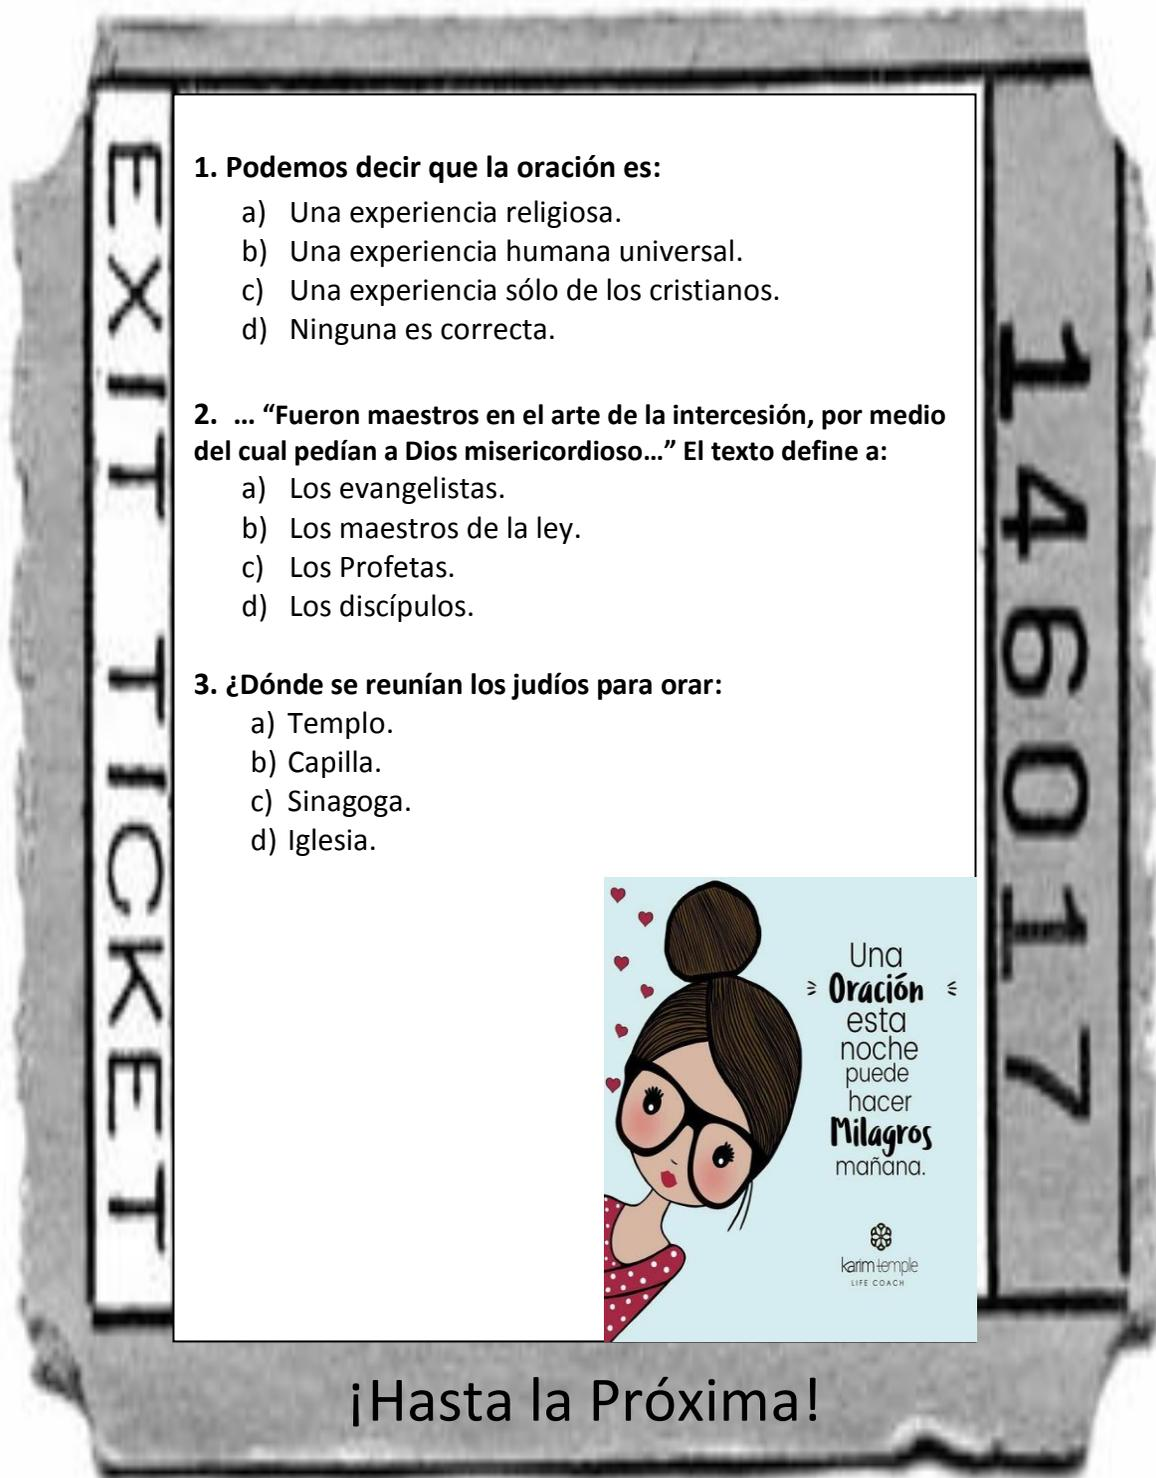 EXIT TICKET
1. Podemos decir que la oración es:
a) Una experiencia religiosa.
b) Una experiencia humana universal.
c) Una experiencia sólo de los cristianos.
d) Ninguna es correcta.
2. … “Fueron maestros en el arte de la intercesión, por medio
del cual pedían a Dios misericordioso…” El texto define a:
a) Los evangelistas.
b) Los maestros de la ley.
c) Los Profetas.
d) Los discípulos.
3. ¿Dónde se reunían los judíos para orar:
a) Templo.
b) Capilla.
c) Sinagoga.
d) Iglesia.
Una
Oración
esta
noche
puede
hacer
Milagros
mañana.
karim temple
LIFE COACH
146017
¡Hasta la Próxima!